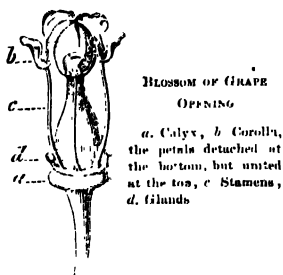 b
c
d
a
BLOSSOM OF GRAPE
OPENING
a. Calyx, b Corolla,
the petals detached at
the bottom, but united
at the top, c Stamens,
d. Glands